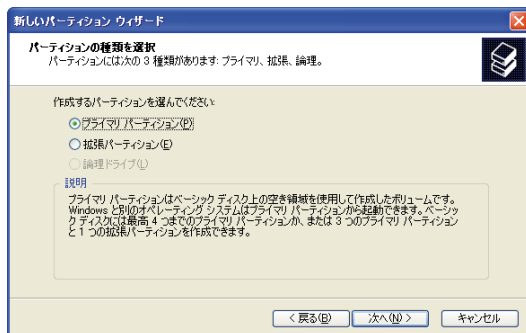 新しいパーティション ウィザード
パーティションの種類を選択
パーティションには次の 3 種類があります: プライマリ、拡張、論理。
作成するパーティションを選んでください:
プライマリ パーティション(P)
拡張パーティション(E)
論理ドライブ(L)
説明
プライマリ パーティションはベーシック ディスク上の空き領域を使用して作成したボリュームです。
Windows と別のオペレーティング システムはプライマリ パーティションから起動できます。ベーシッ
ク ディスクには最高 4 つまでのプライマリ パーティションか、または 3 つのプライマリ パーティション
と 1 つの拡張パーティションを作成できます。
< 戻る(B) 次へ(N) > キャンセル